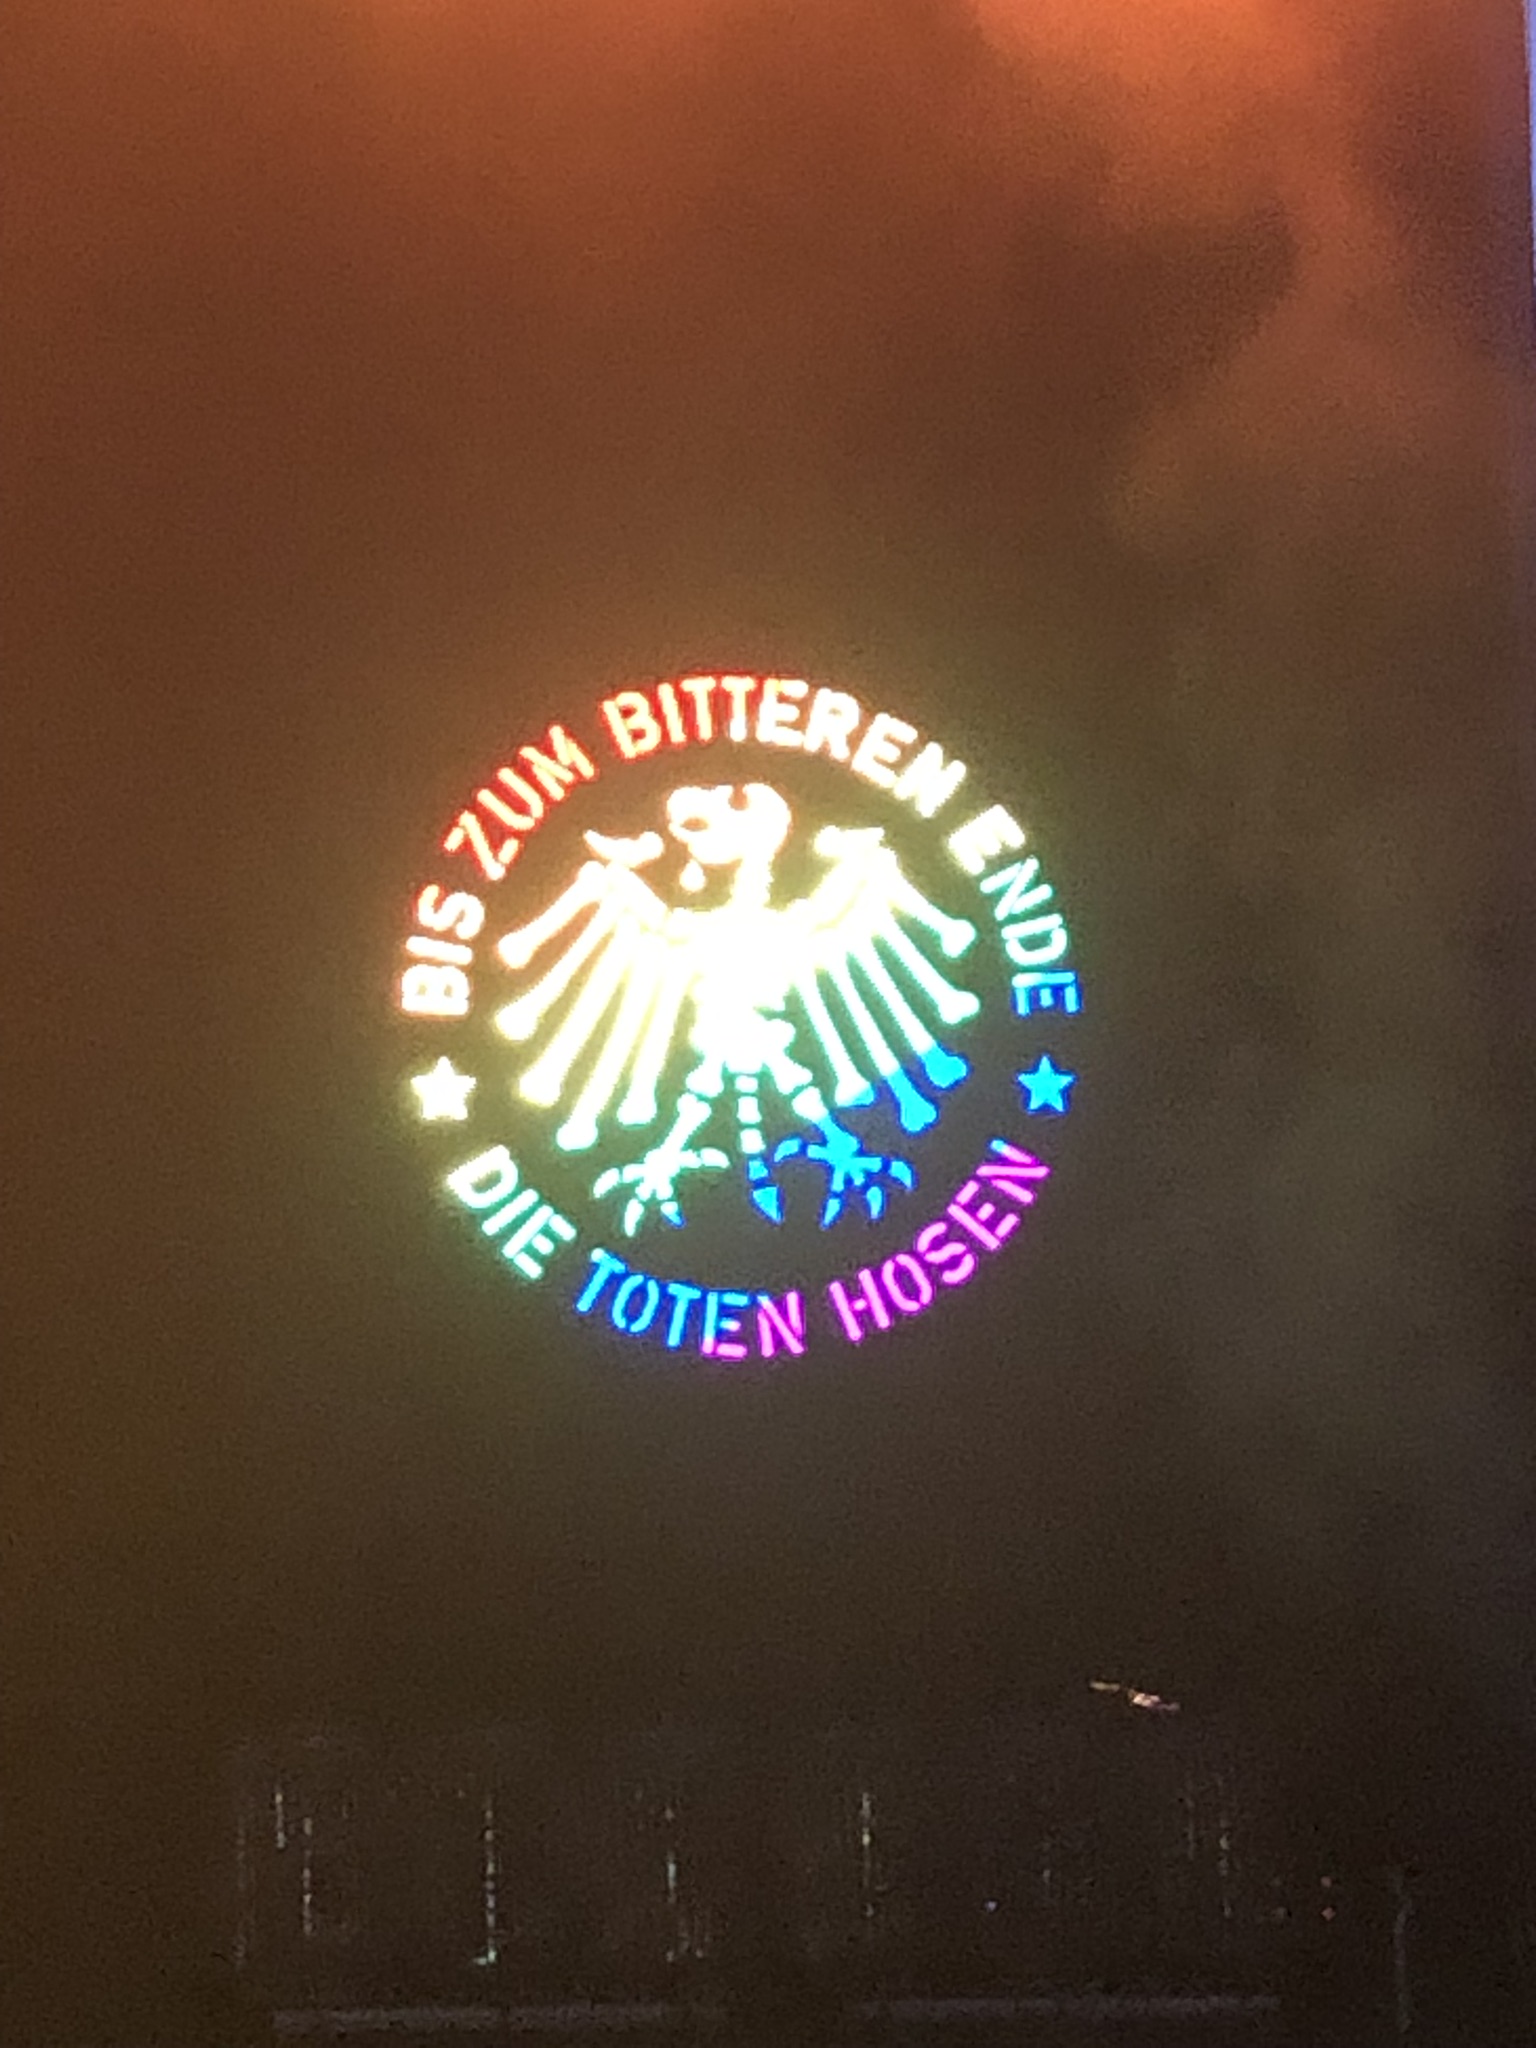 BIS ZUM BITTEREN ENDE
DIE TOTEN HOSEN